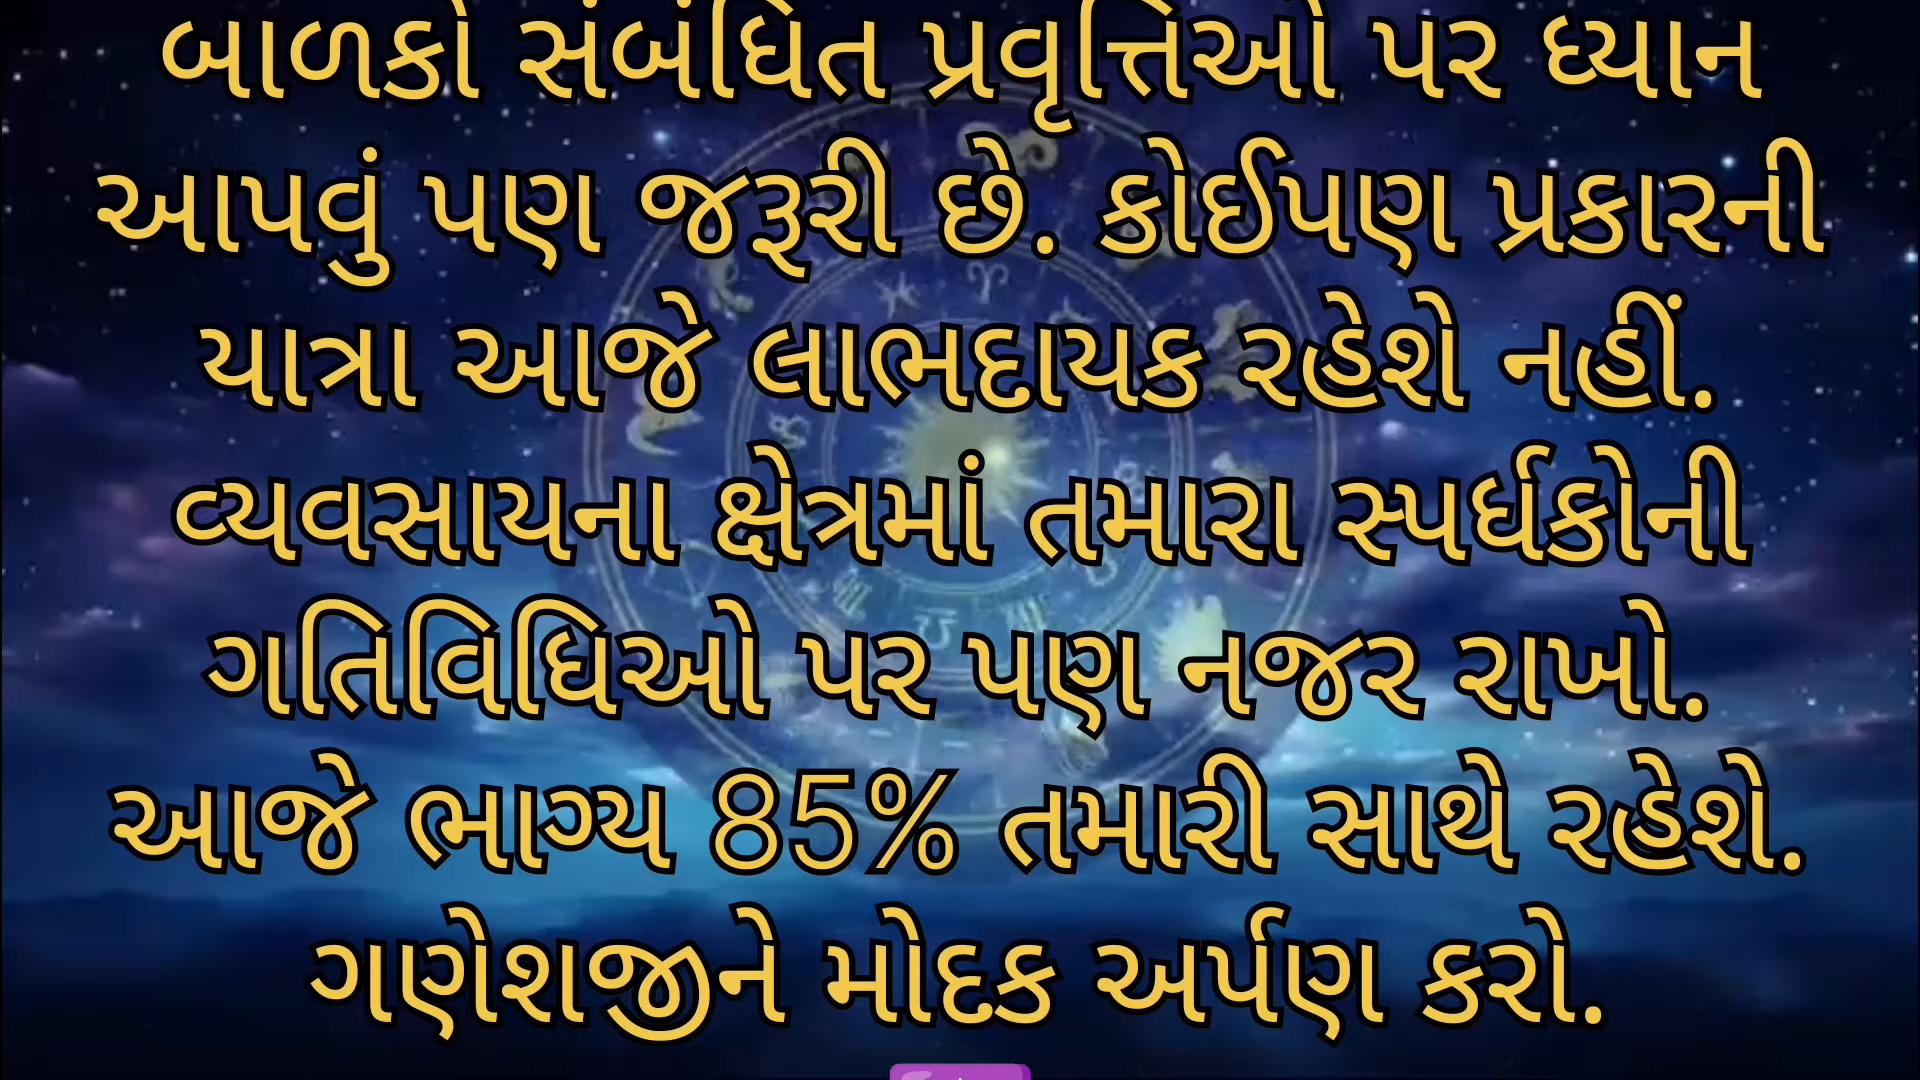 બાળકો સંબંધિત પ્રવૃત્તિઓ પર ધ્યાન
આપવું પણ જરૂરી છે. કોઈપણ પ્રકારની
યાત્રા આજે લાભદાયક રહેશે નહીં.
વ્યવસાયના ક્ષેત્રમાં તમારા સ્પર્ધકોની
ગતિવિધિઓ પર પણ નજર રાખો.
આજે ભાગ્ય 85% તમારી સાથે રહેશે.
ગણેશજીને મોદક અર્પણ કરો.